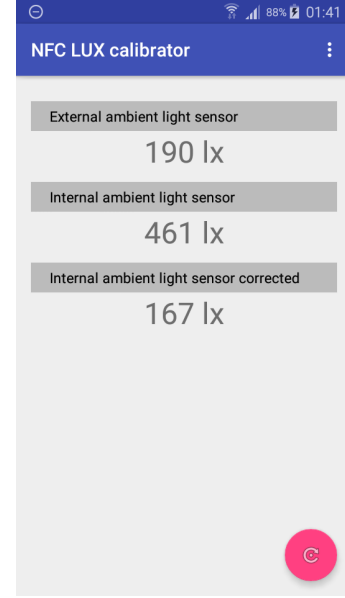 88% 01:41
NFC LUX calibrator
External ambient light sensor
190 lx
Internal ambient light sensor
461 lx
Internal ambient light sensor corrected
167 lx